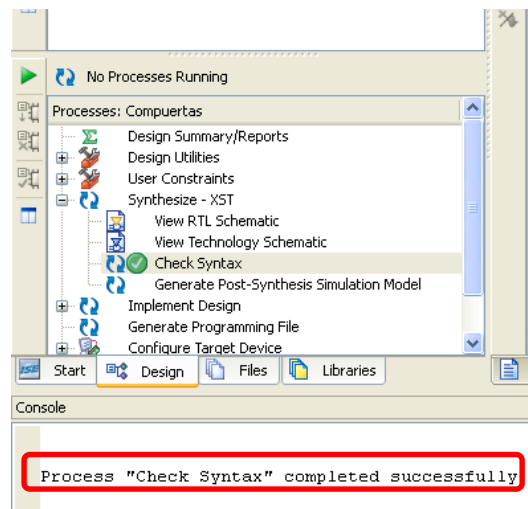 No Processes Running
Processes: Compuertas
Design Summary/Reports
Design Utilities
User Constraints
Synthesize - XST
View RTL Schematic
View Technology Schematic
Check Syntax
Generate Post-Synthesis Simulation Model
Implement Design
Generate Programming File
Configure Target Device
ISE Start Design Files Libraries
Console
Process "Check Syntax" completed successfully